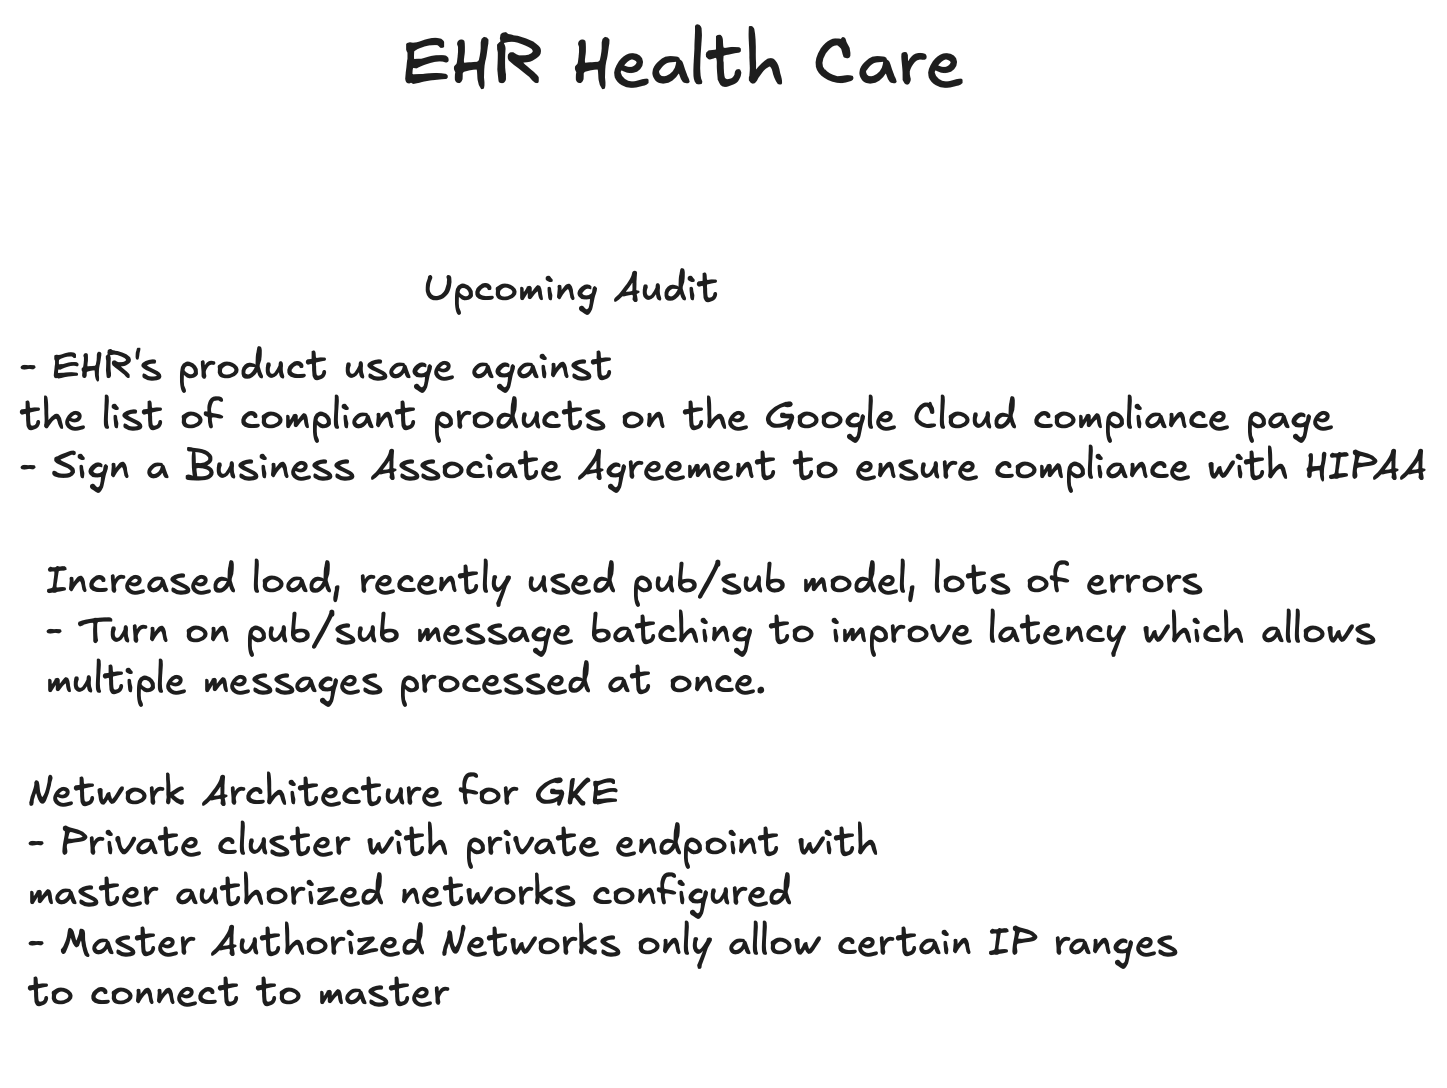 EHR Health Care
Upcoming Audit
- EHR's product usage against
the list of compliant products on the Google Cloud compliance page
- Sign a Business Associate Agreement to ensure compliance with HIPAA
Increased load, recently used pub/sub model, lots of errors
- Turn on pub/sub message batching to improve latency which allows
multiple messages processed at once.
Network Architecture for GKE
- Private cluster with private endpoint with
master authorized networks configured
- Master Authorized Networks only allow certain IP ranges
to connect to master